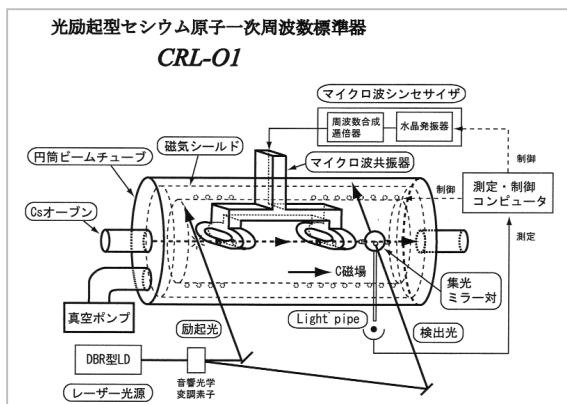 光励起型セシウム原子一次周波数標準器
CRL-01
マイクロ波シンセサイザ
周波数合成
逓倍器
水晶発振器
磁気シールド
円筒ビームチューブ
マイクロ波共振器
制御
制御
測定・制御
コンピュータ
Csオーブン
測定
C磁場
集光
ミラー対
真空ポンプ
励起光
Light pipe
検出光
DBR型LD
音響光学
変調素子
レーザー光源